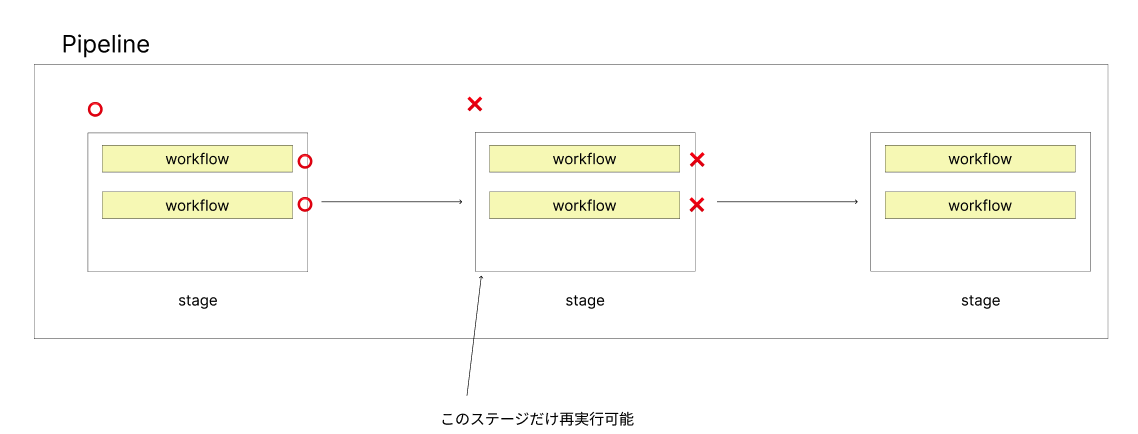 Pipeline
workflow
workflow
workflow
workflow
workflow
workflow
stage
stage
stage
このステージだけ再実行可能